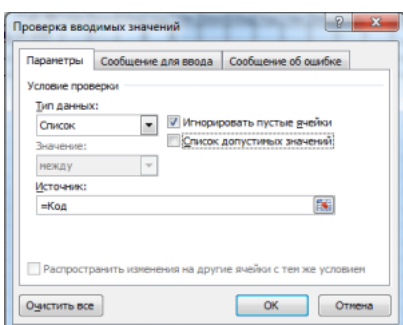 Проверка вводимых значений
Параметры Сообщение для ввода Сообщение об ошибке
Условие проверки
Тип данных:
Список Игнорировать пустые ячейки
Значение: Список допустимых значений
между
Источник:
=Код
Распространить изменения на другие ячейки с тем же условием
Очистить все ОК Отмена